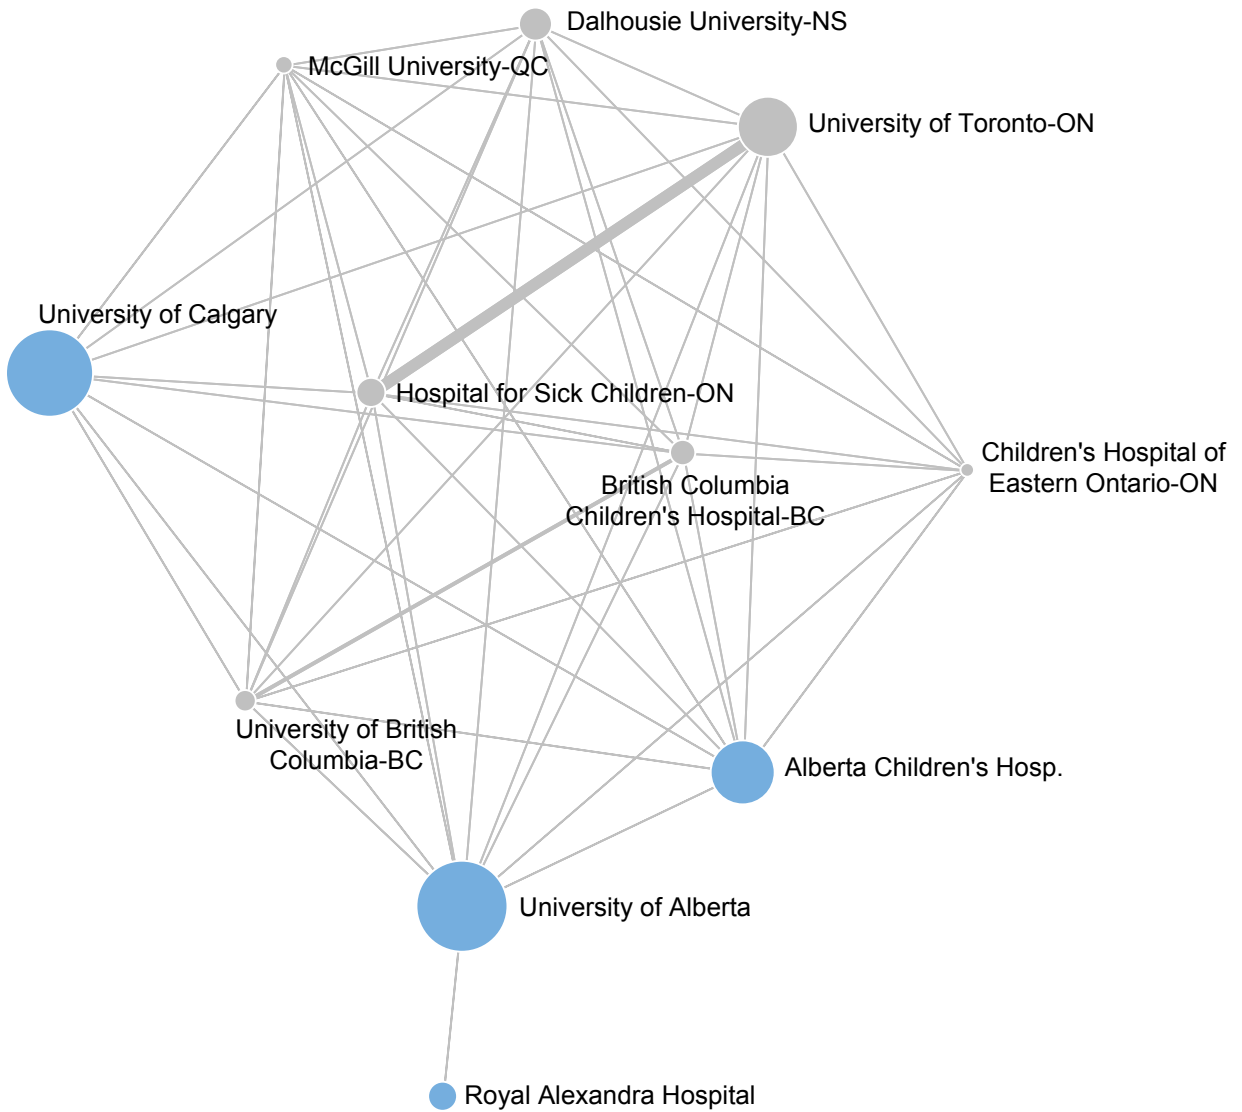 Dalhousie University-NS
McGill University-QC
University of Toronto-ON
University of Calgary
Hospital for Sick Children-ON
Children's Hospital of
Eastern Ontario-ON
British Columbia
Children's Hospital-BC
University of British
Columbia-BC
Alberta Children's Hosp.
University of Alberta
Royal Alexandra Hospital